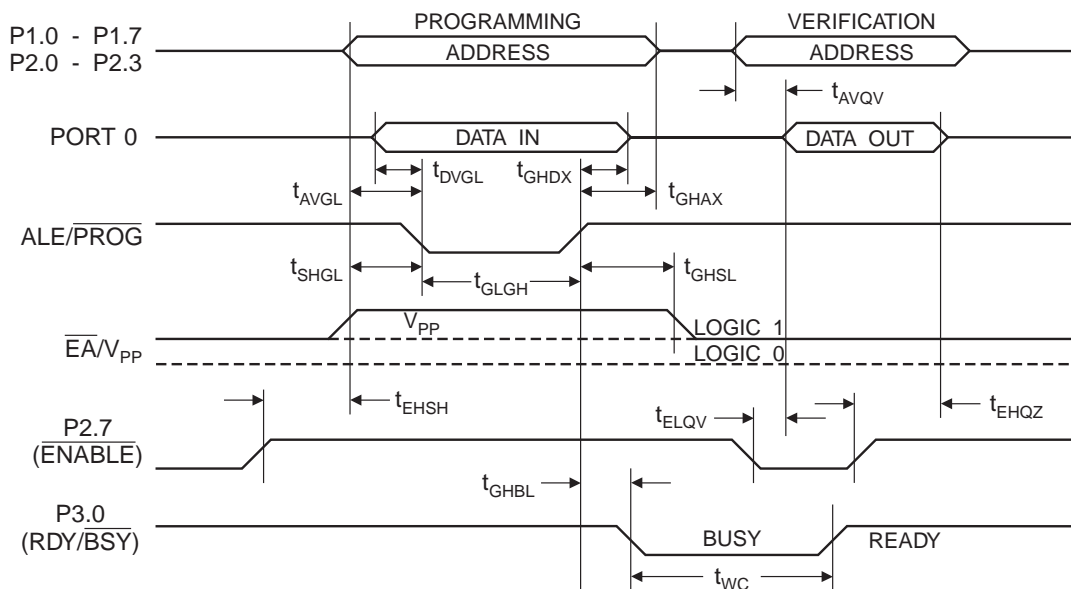 PROGRAMMING
VERIFICATION
P1.0 - P1.7
P2.0 - P2.3
ADDRESS
ADDRESS
tAVQV
PORT 0
DATA IN
DATA OUT
tDVGL
tGHDX
tAVGL
tGHAX
ALE/PROG
tSHGL
tGLGH
tGHSL
VPP
LOGIC 1
EA/VPP
LOGIC 0
tEHSH
tELQV
tEHQZ
P2.7
(ENABLE)
tGHBL
P3.0
(RDY/BSY)
BUSY
READY
tWC